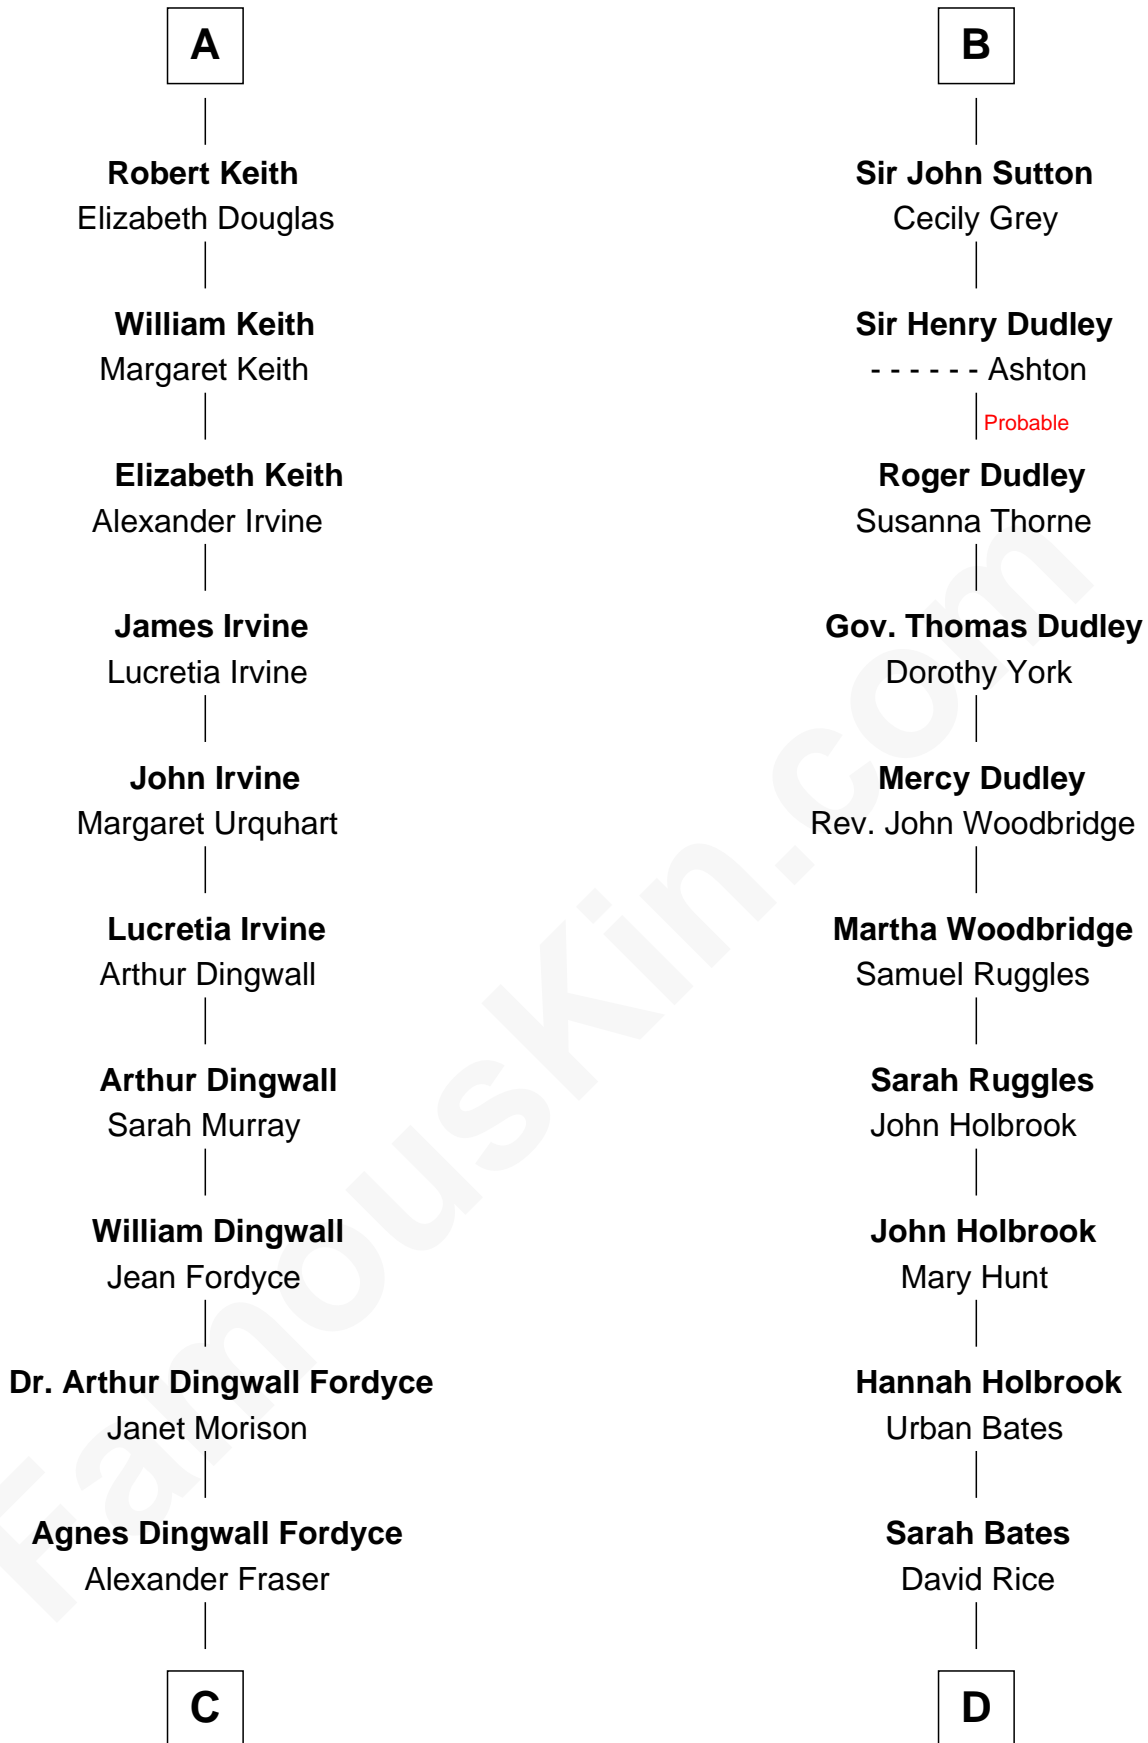 A
Robert Keith
Elizabeth Douglas
William Keith
Margaret Keith
Elizabeth Keith
Alexander Irvine
James Irvine
Lucretia Irvine
John Irvine
Margaret Urquhart
Lucretia Irvine
Arthur Dingwall
Arthur Dingwall
Sarah Murray
William Dingwall
Jean Fordyce
Dr. Arthur Dingwall Fordyce
Janet Morison
Agnes Dingwall Fordyce
Alexander Fraser
C
B
Sir John Sutton
Cecily Grey
Sir Henry Dudley
- - - - - - Ashton
Probable
Roger Dudley
Susanna Thorne
Gov. Thomas Dudley
Dorothy York
Mercy Dudley
Rev. John Woodbridge
Martha Woodbridge
Samuel Ruggles
Sarah Ruggles
John Holbrook
John Holbrook
Mary Hunt
Hannah Holbrook
Urban Bates
Sarah Bates
David Rice
D
FamousKin.com